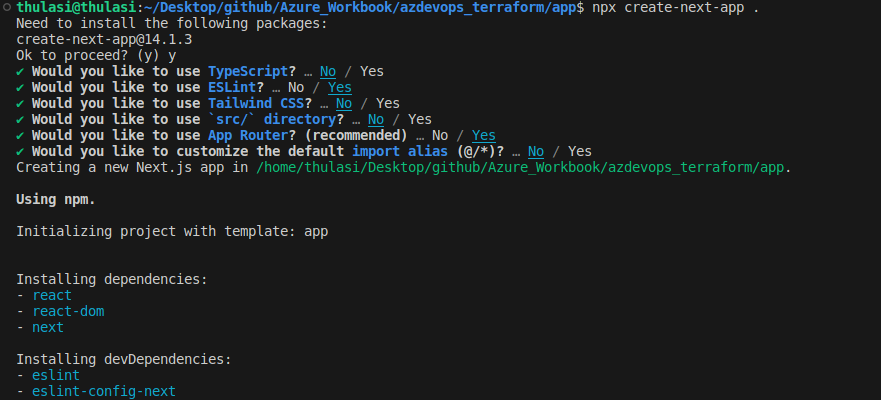 thulasi@thulasi:~/Desktop/github/Azure_Workbook/azdevops_terraform/app$ npx create-next-app .
Need to install the following packages:
create-next-app@14.1.3
Ok to proceed? (y) y
✔ Would you like to use TypeScript? … No / Yes
✔ Would you like to use ESLint? … No / Yes
✔ Would you like to use Tailwind CSS? … No / Yes
✔ Would you like to use `src/` directory? … No / Yes
✔ Would you like to use App Router? (recommended) … No / Yes
✔ Would you like to customize the default import alias (@/*)? … No / Yes
Creating a new Next.js app in /home/thulasi/Desktop/github/Azure_Workbook/azdevops_terraform/app.
Using npm.
Initializing project with template: app
Installing dependencies:
- react
- react-dom
- next
Installing devDependencies:
- eslint
- eslint-config-next